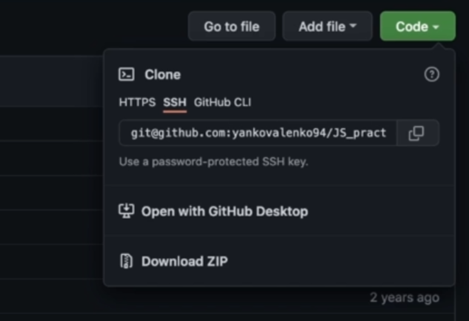 Go to file Add file Code
Clone
HTTPS SSH GitHub CLI
git@github.com:yankovalenko94/JS_pract
Use a password-protected SSH key.
Open with GitHub Desktop
Download ZIP
2 years ago